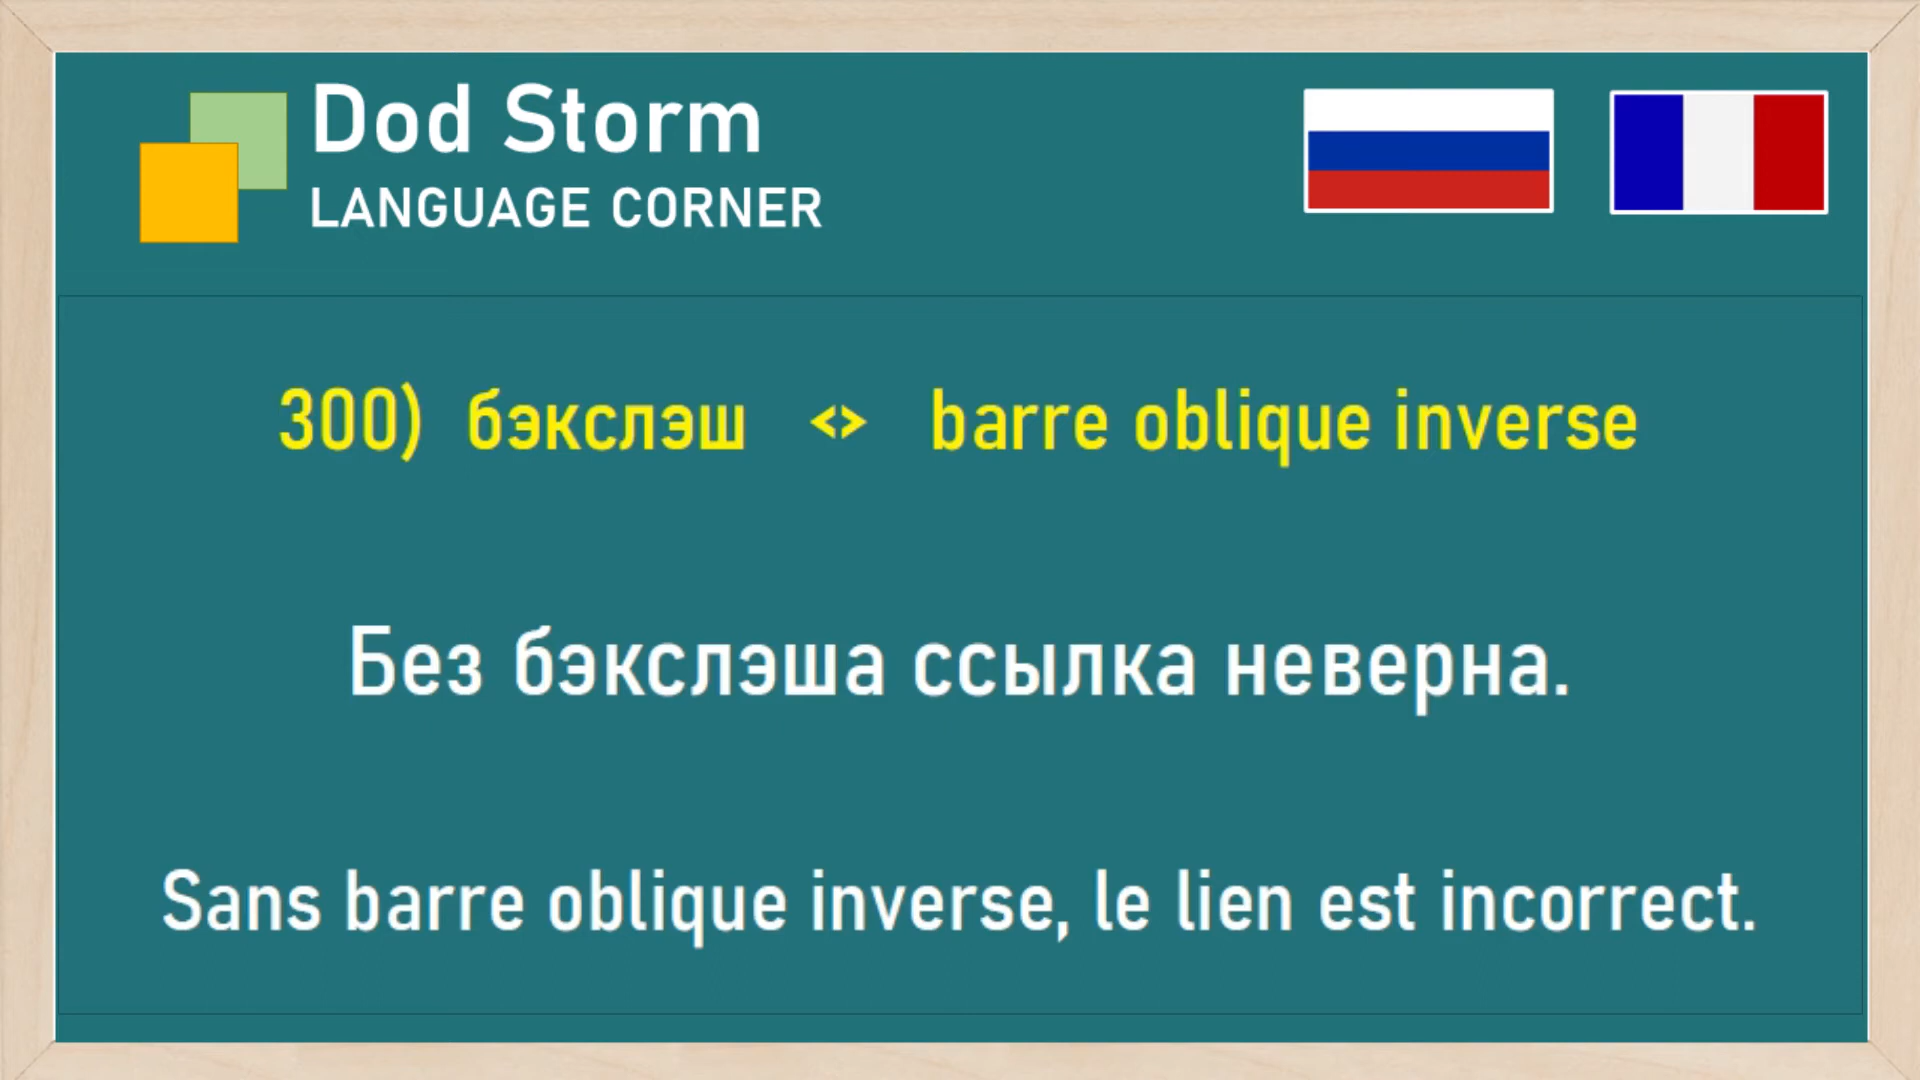 Dod Storm
LANGUAGE CORNER
300) бэкслэш <> barre oblique inverse
Без бэкслэша ссылка неверна.
Sans barre oblique inverse, le lien est incorrect.